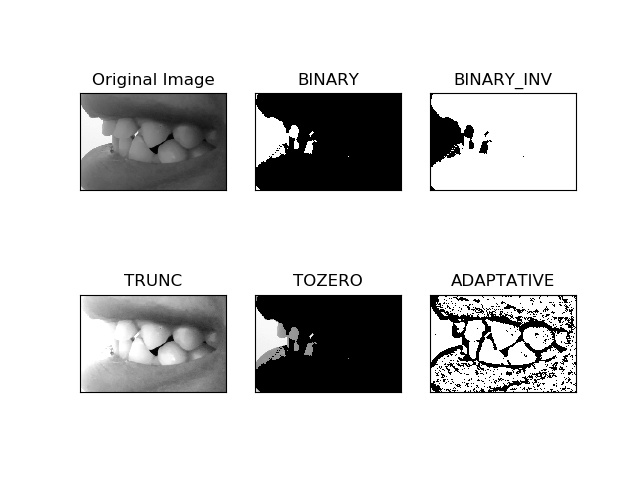 Original Image
BINARY
BINARY_INV
TRUNC
TOZERO
ADAPTATIVE